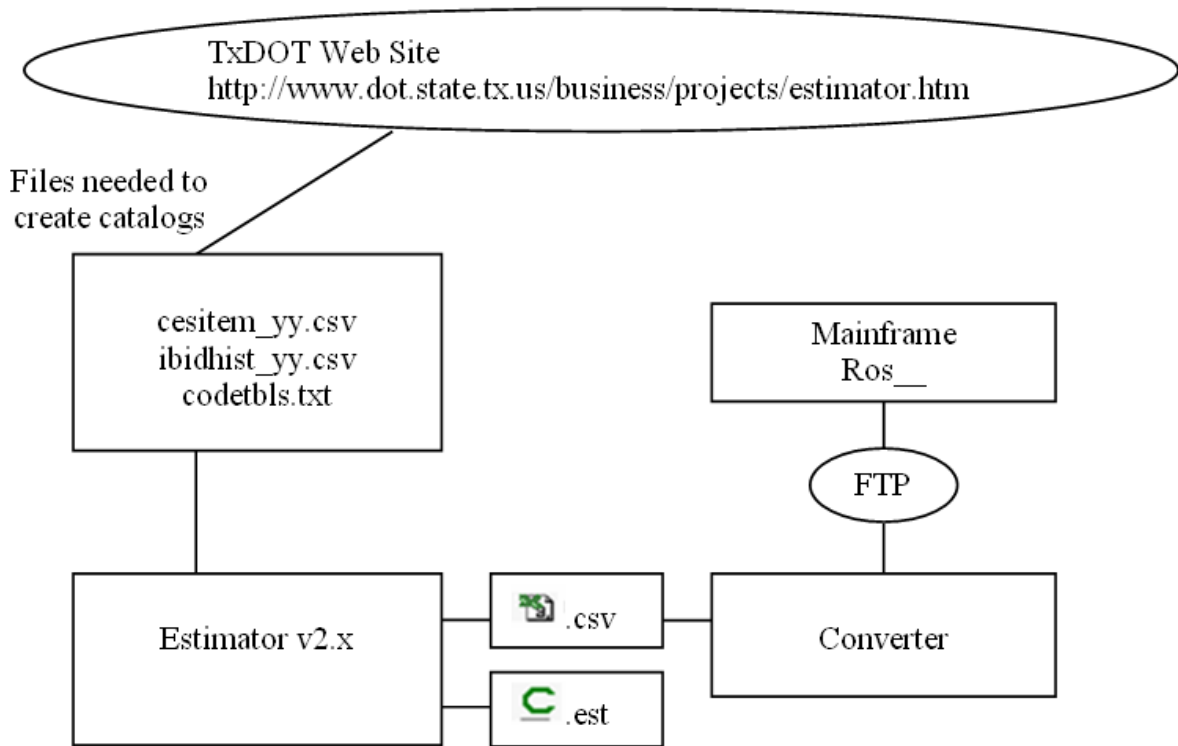 TxDOT Web Site
http://www.dot.state.tx.us/business/projects/estimator.htm
Files needed to
create catalogs
cesitem_yy.csv
ibidhist_yy.csv
codetbls.txt
Mainframe
Ros__
FTP
Estimator v2.x
.csv
Converter
.est